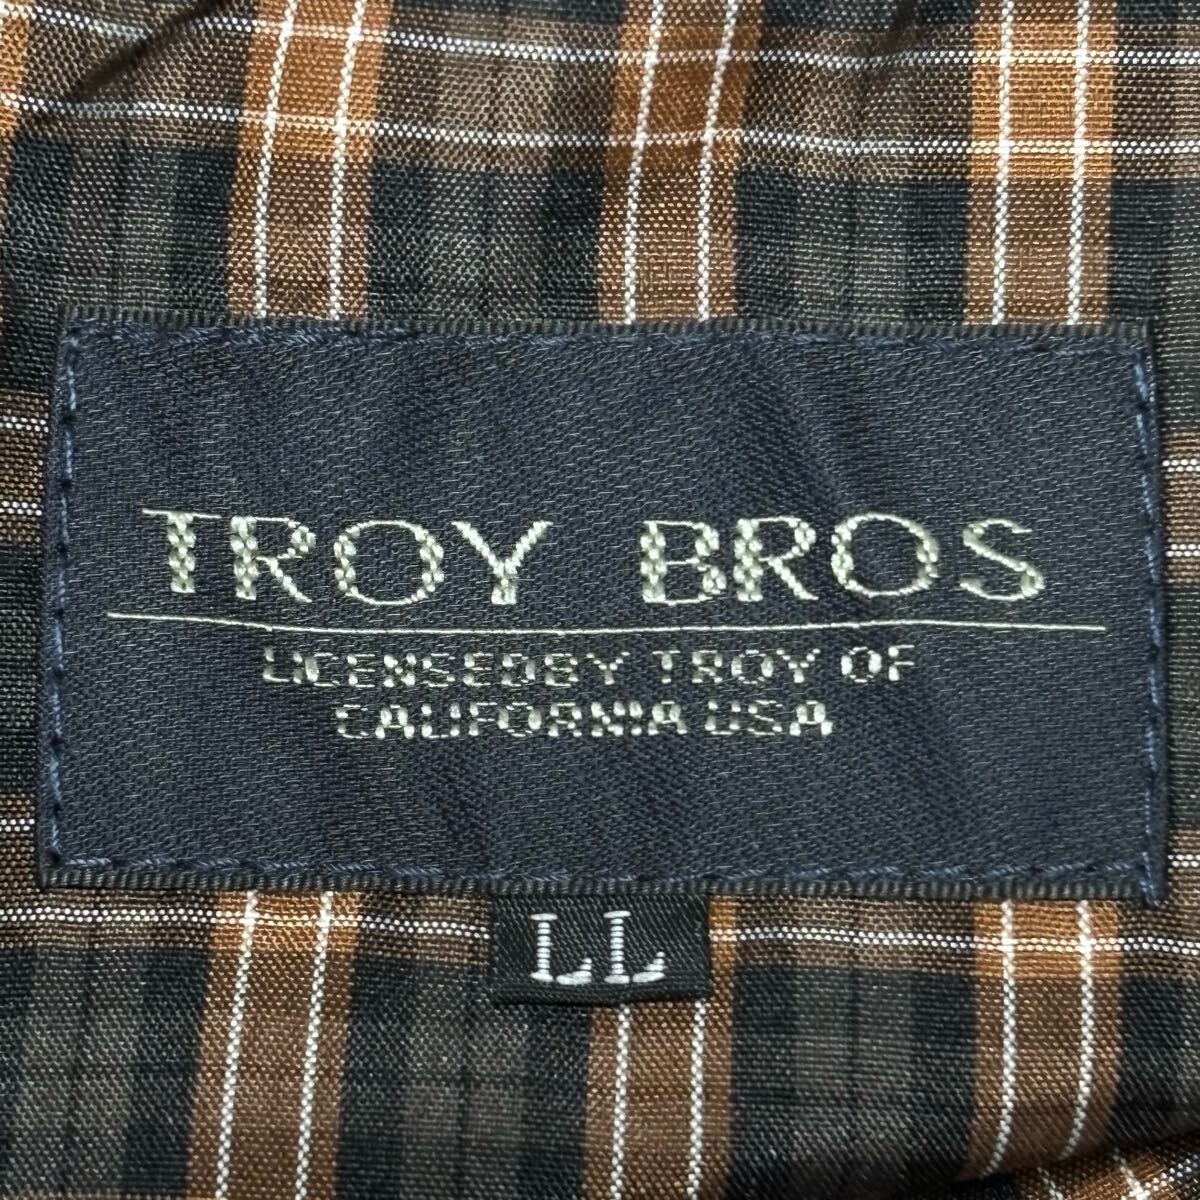 TROY BROS
LICENSEDBY TROY OF
CALIFORNIA USA
LL